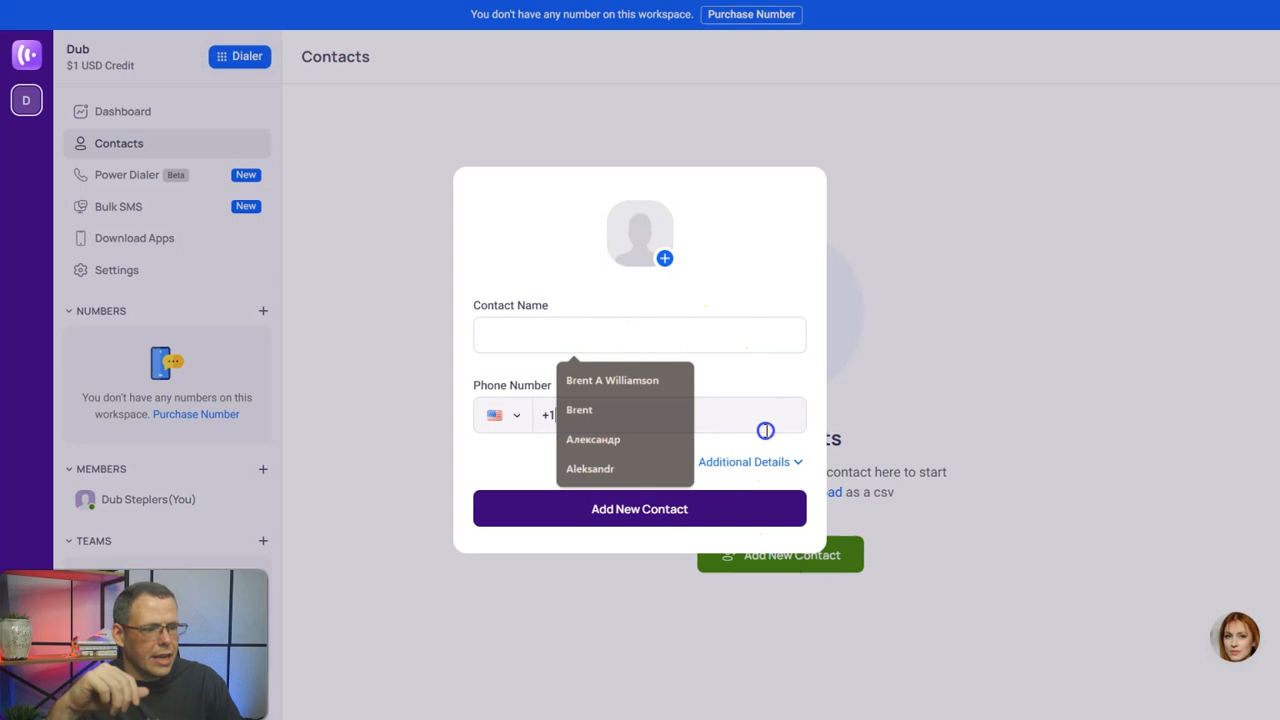 You don't have any number on this workspace. Purchase Number
Dub
$1 USD Credit
Dialer
D
Contacts
Dashboard
Contacts
Power Dialer Beta New
Bulk SMS New
Download Apps
Settings
NUMBERS
You don't have any numbers on this
workspace. Purchase Number
MEMBERS
Dub Steplers(You)
TEAMS
Contact Name
Brent A Williamson
Brent
Александр
Aleksandr
Phone Number
+1
Additional Details
Add New Contact
contact here to start
as a csv
Add New Contact